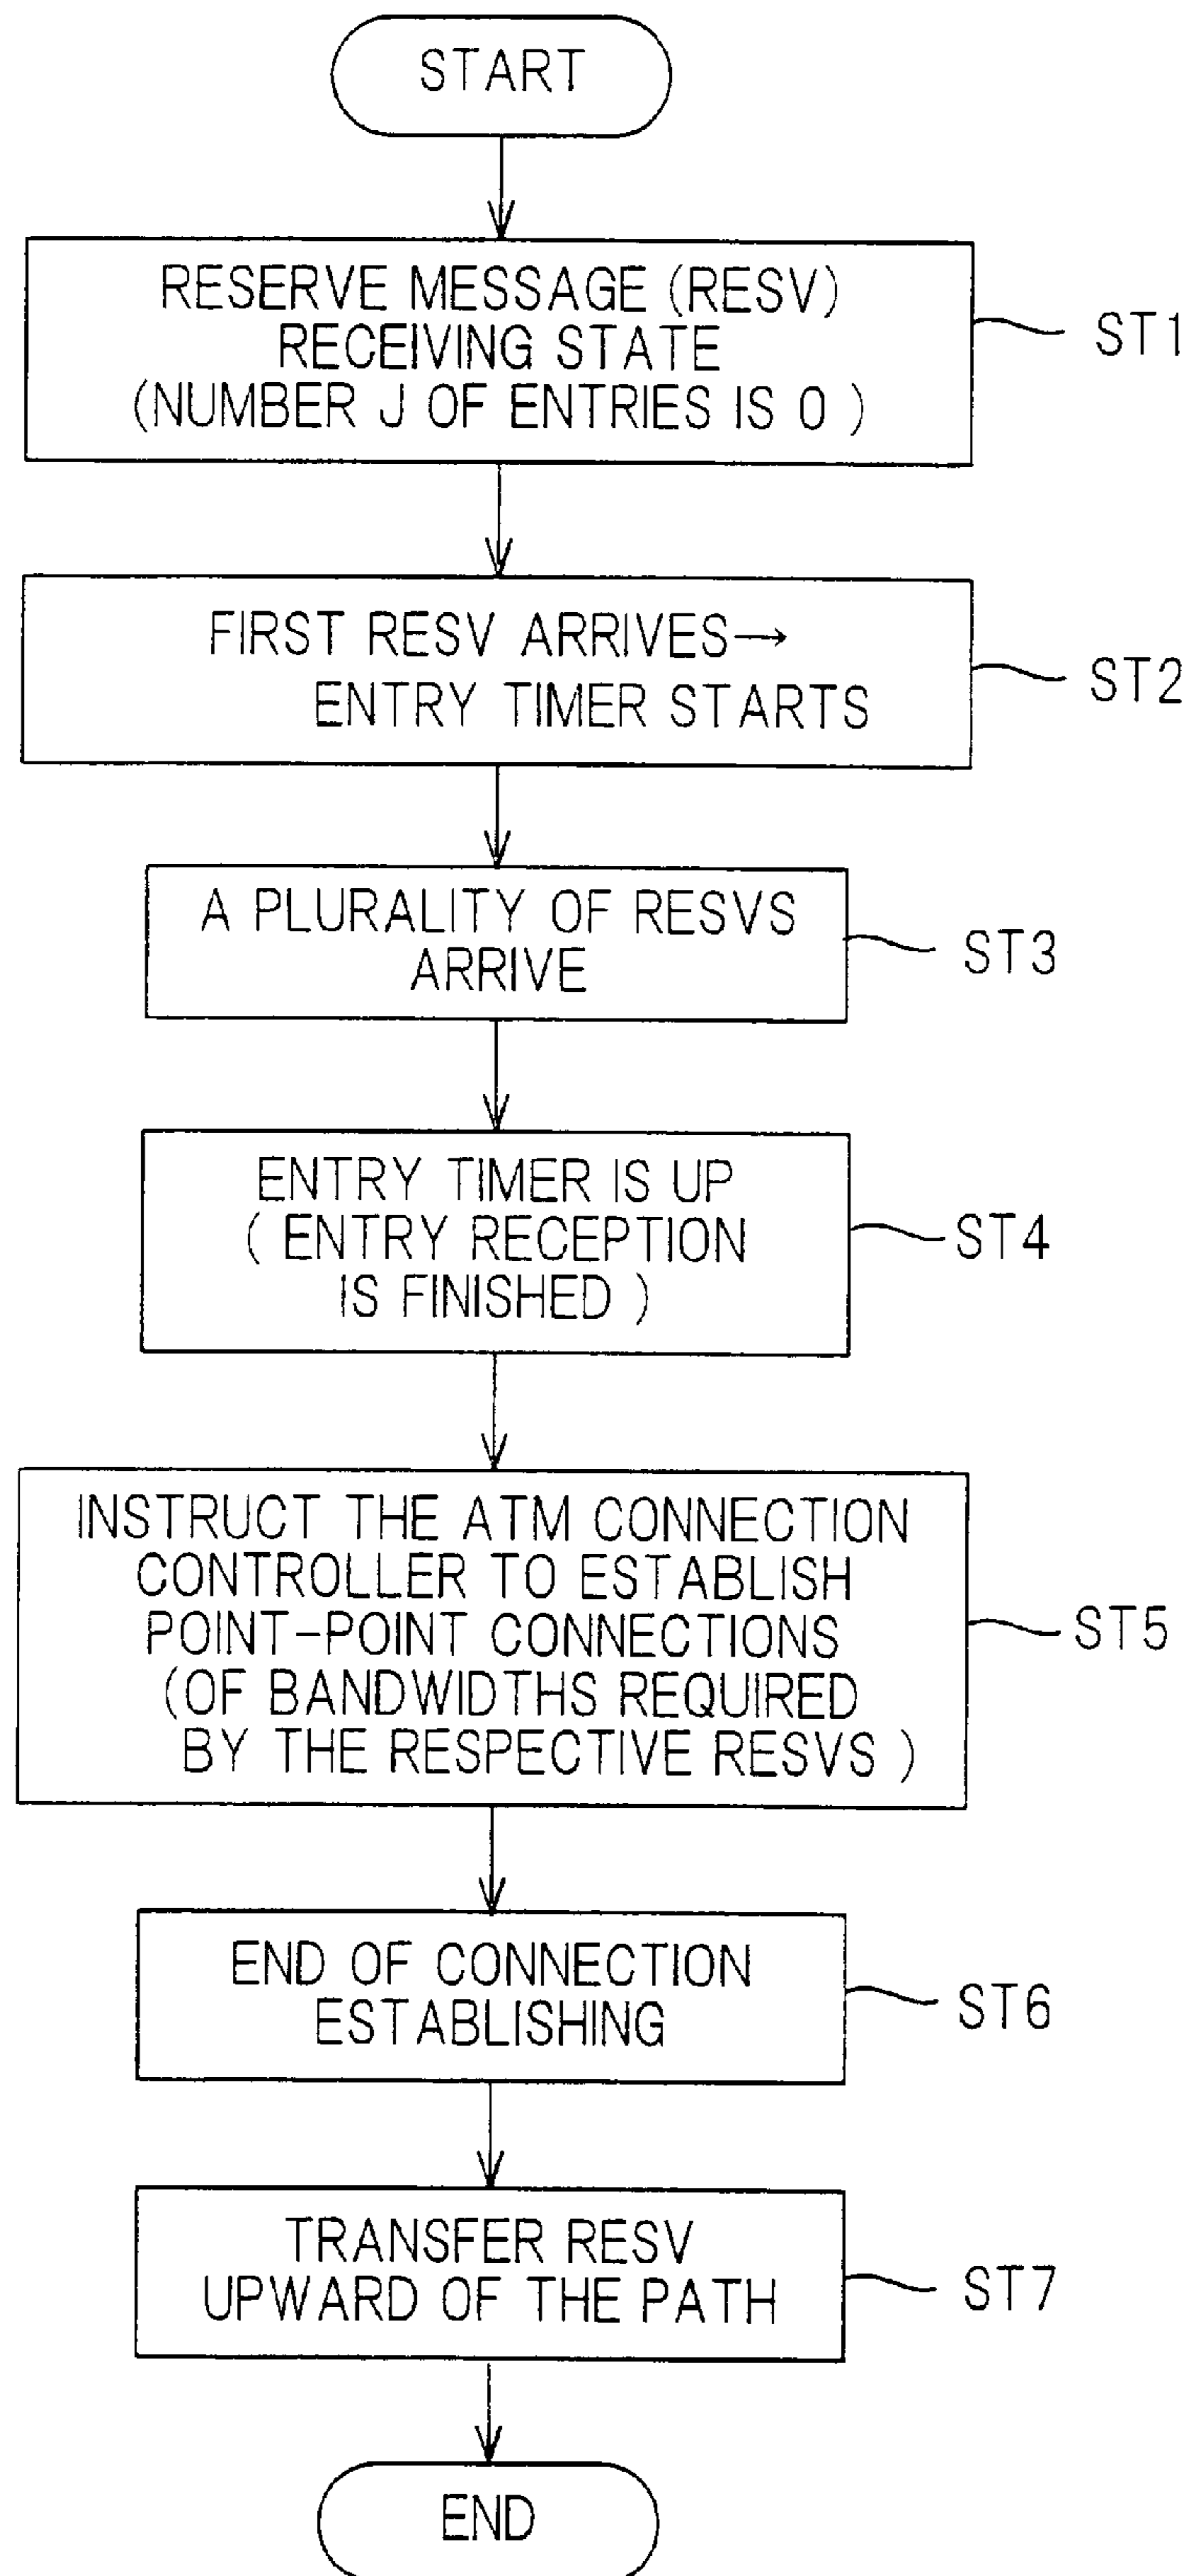 START
RESERVE MESSAGE (RESV)
RECEIVING STATE
(NUMBER J OF ENTRIES IS 0 )
ST1
FIRST RESV ARRIVES→
ENTRY TIMER STARTS
ST2
A PLURALITY OF RESVS
ARRIVE
ST3
ENTRY TIMER IS UP
( ENTRY RECEPTION
IS FINISHED )
ST4
INSTRUCT THE ATM CONNECTION
CONTROLLER TO ESTABLISH
POINT-POINT CONNECTIONS
(OF BANDWIDTHS REQUIRED
BY THE RESPECTIVE RESVS )
ST5
END OF CONNECTION
ESTABLISHING
ST6
TRANSFER RESV
UPWARD OF THE PATH
ST7
END